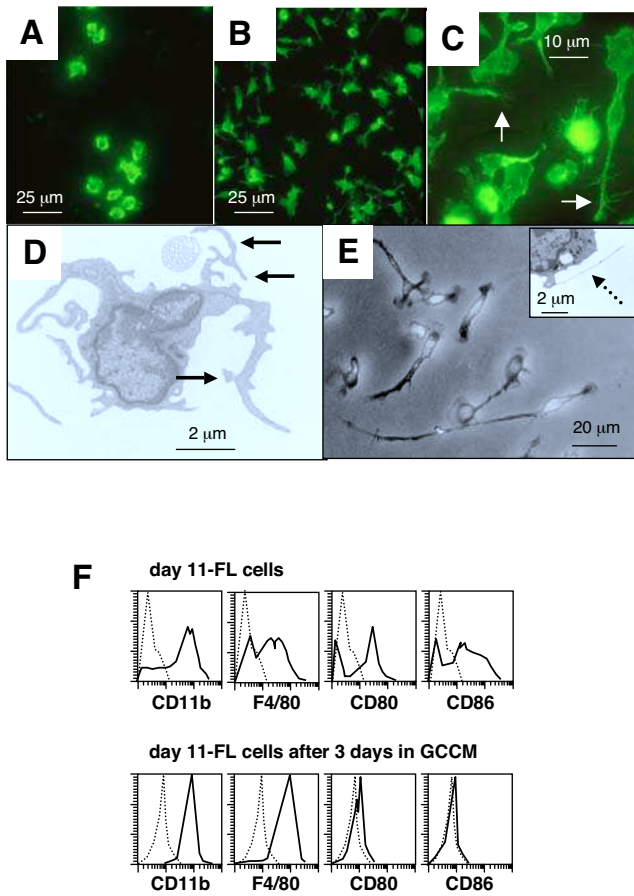 A
B
C
10 μm
25 μm
25 μm
D
E
2 μm
2 μm
20 μm
F
day 11-FL cells
CD11b F4/80 CD80 CD86
day 11-FL cells after 3 days in GCCM
CD11b F4/80 CD80 CD86